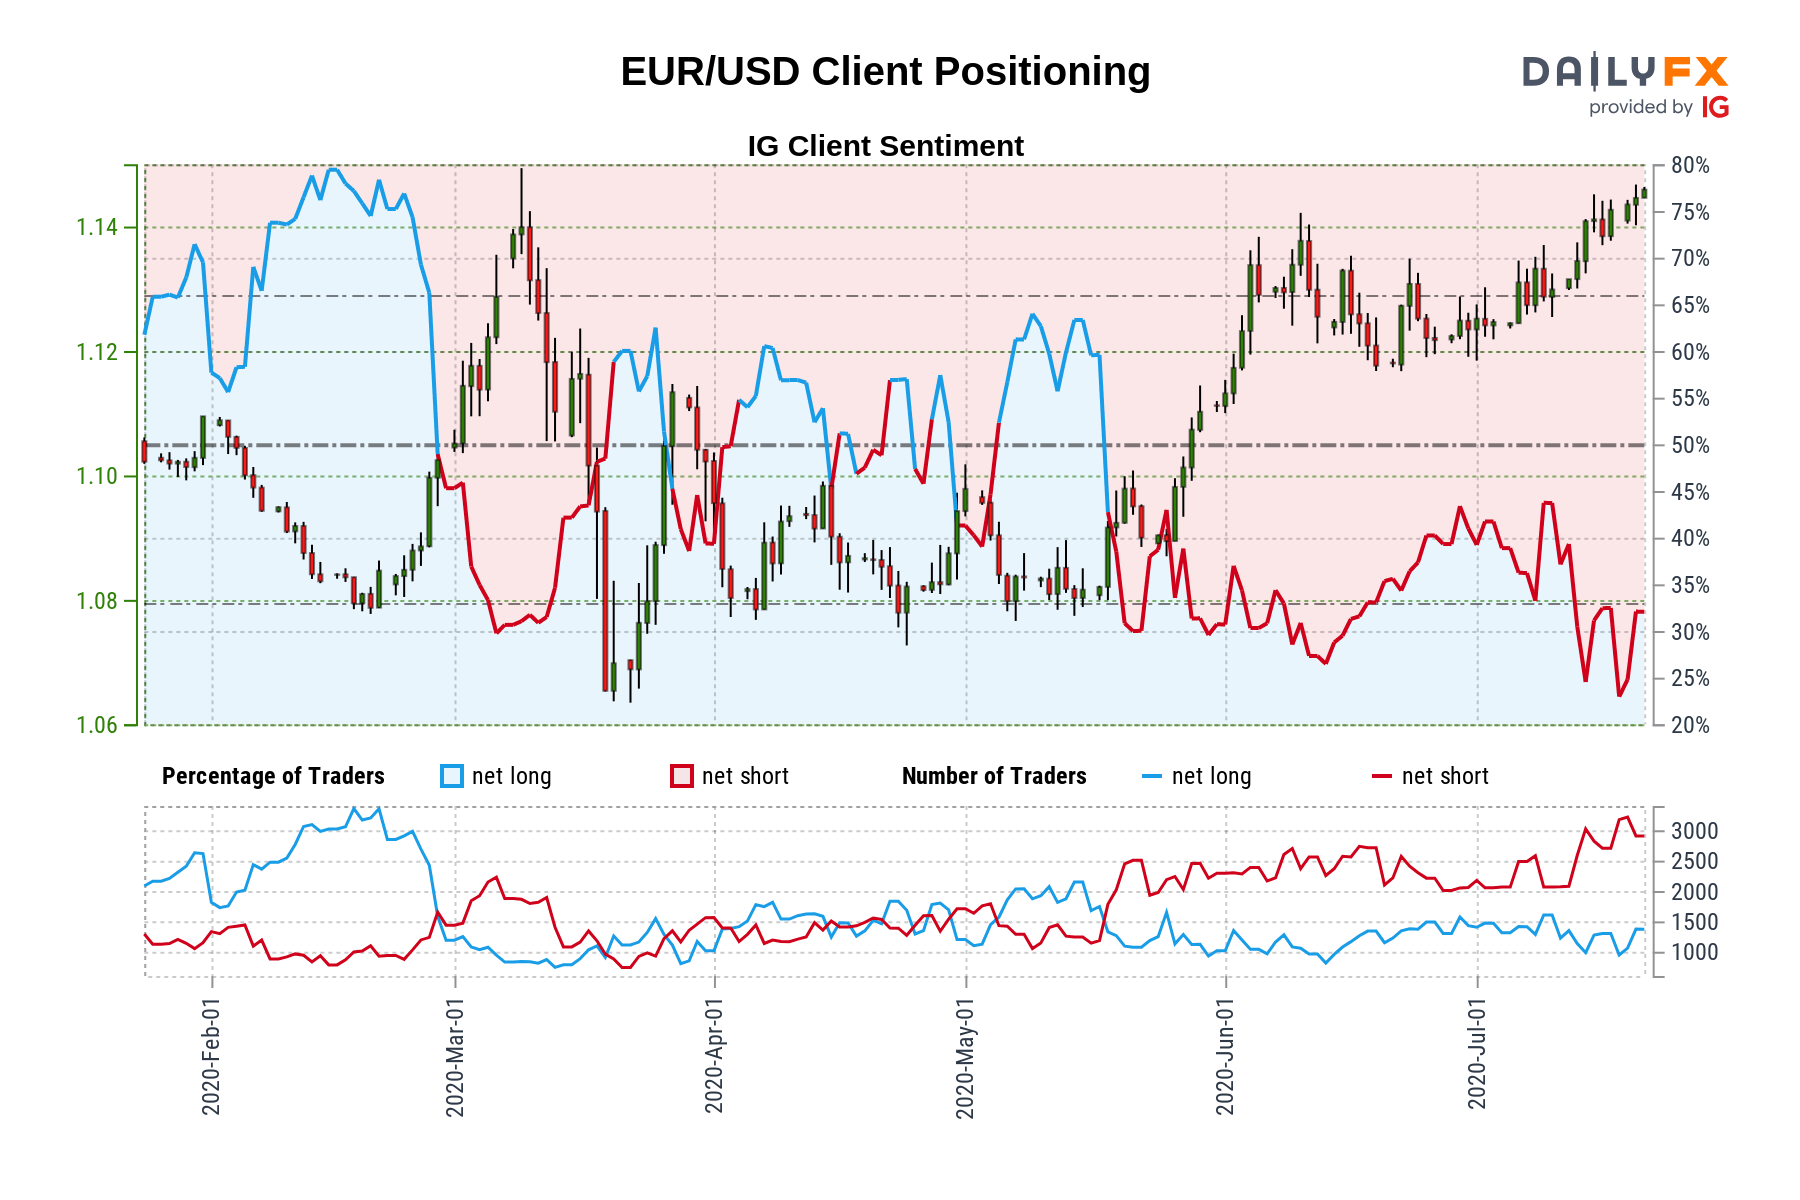 EUR/USD Client Positioning
DAILYFX
provided by IG
IG Client Sentiment
1.14
1.12
1.10
1.08
1.06
80%
75%
70%
65%
60%
55%
50%
45%
40%
35%
30%
25%
20%
Percentage of Traders net long net short Number of Traders net long net short
3000
2500
2000
1500
1000
2020-Feb-01
2020-Mar-01
2020-Apr-01
2020-May-01
2020-Jun-01
2020-Jul-01